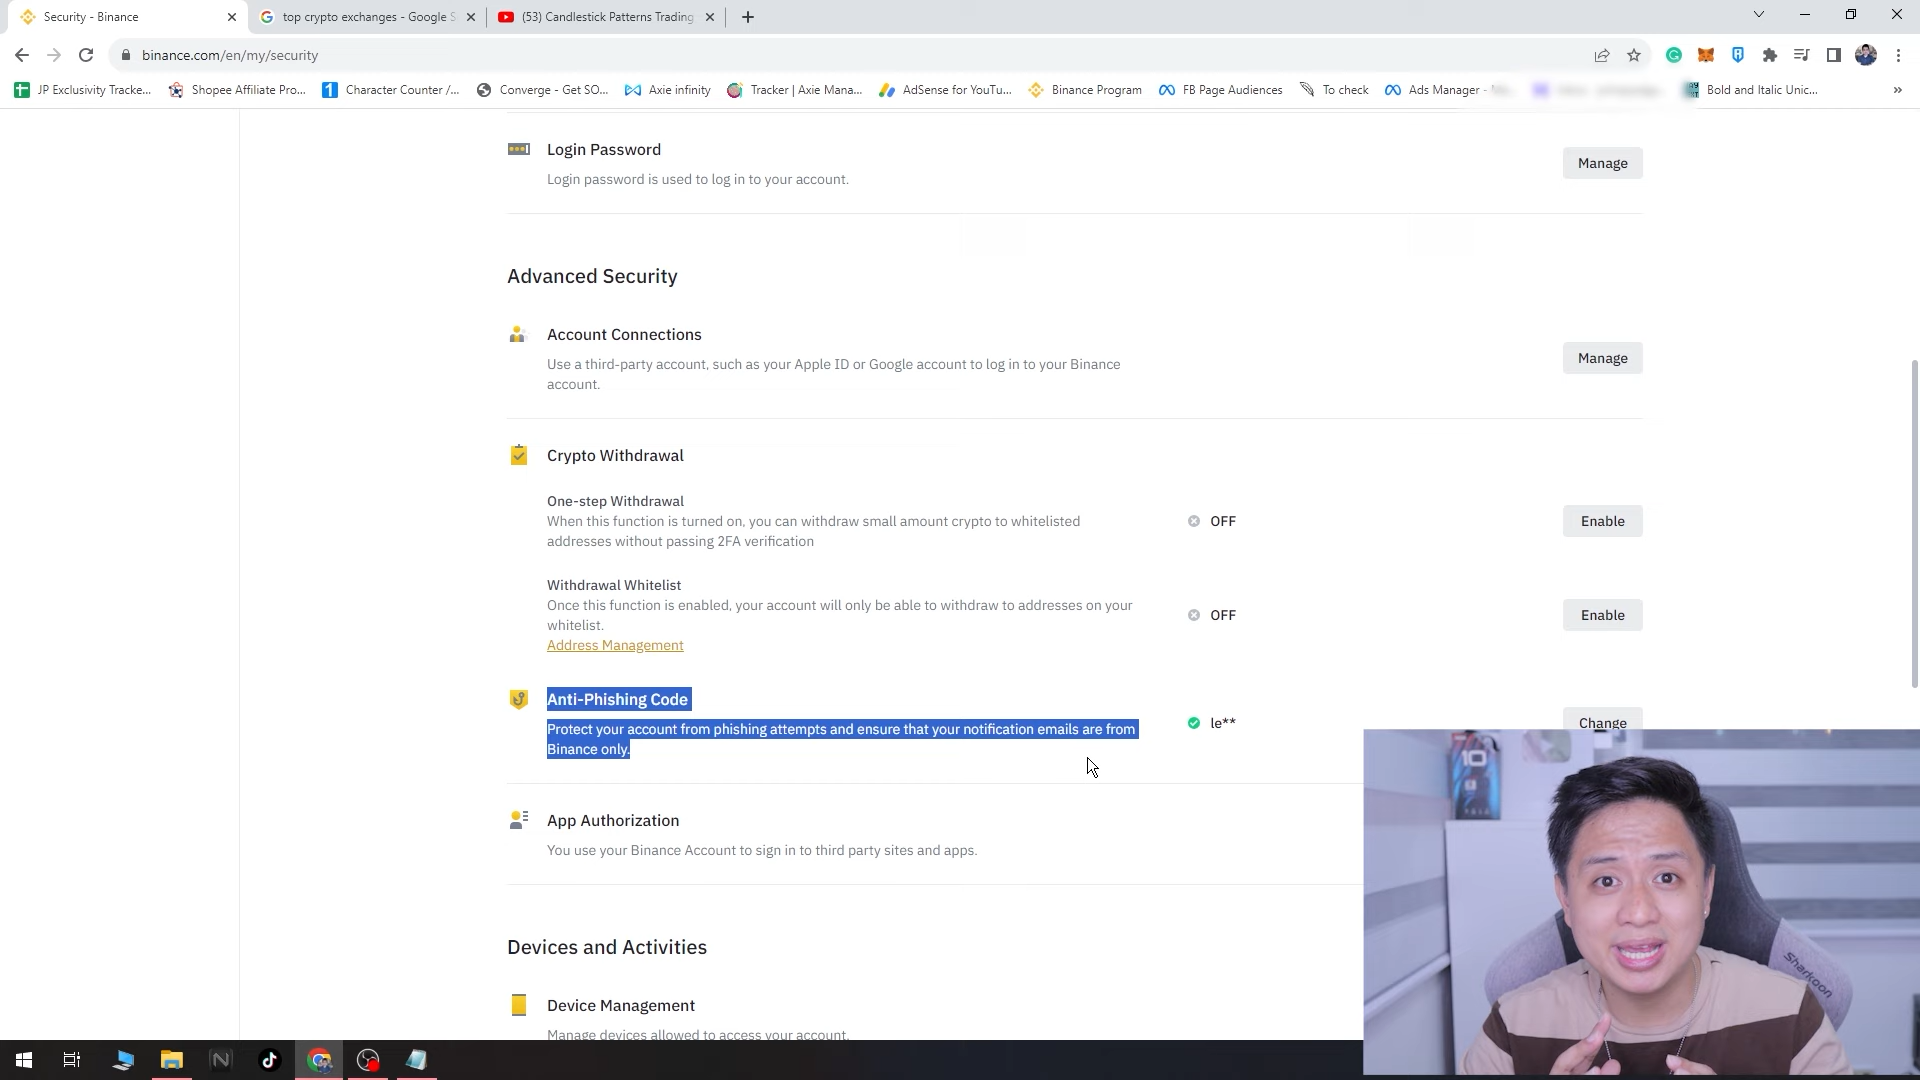 Security - Binance
top crypto exchanges - Google S
(53) Candlestick Patterns Trading
binance.com/en/my/security
JP Exclusivity Tracke...
Shopee Affiliate Pro...
Character Counter /...
Converge - Get SO...
Axie infinity
Tracker | Axie Mana...
AdSense for YouTu...
Binance Program
FB Page Audiences
To check
Ads Manager -
Bold and Italic Unic...
Login Password
Manage
Login password is used to log in to your account.
Advanced Security
Account Connections
Manage
Use a third-party account, such as your Apple ID or Google account to log in to your Binance
account.
Crypto Withdrawal
One-step Withdrawal
When this function is turned on, you can withdraw small amount crypto to whitelisted
addresses without passing 2FA verification
OFF
Enable
Withdrawal Whitelist
Once this function is enabled, your account will only be able to withdraw to addresses on your
whitelist.
OFF
Enable
Address Management
Anti-Phishing Code
Protect your account from phishing attempts and ensure that your notification emails are from
Binance only.
le**
Change
App Authorization
You use your Binance Account to sign in to third party sites and apps.
Devices and Activities
Device Management
Manage devices allowed to access your account.
10
Sharkoon